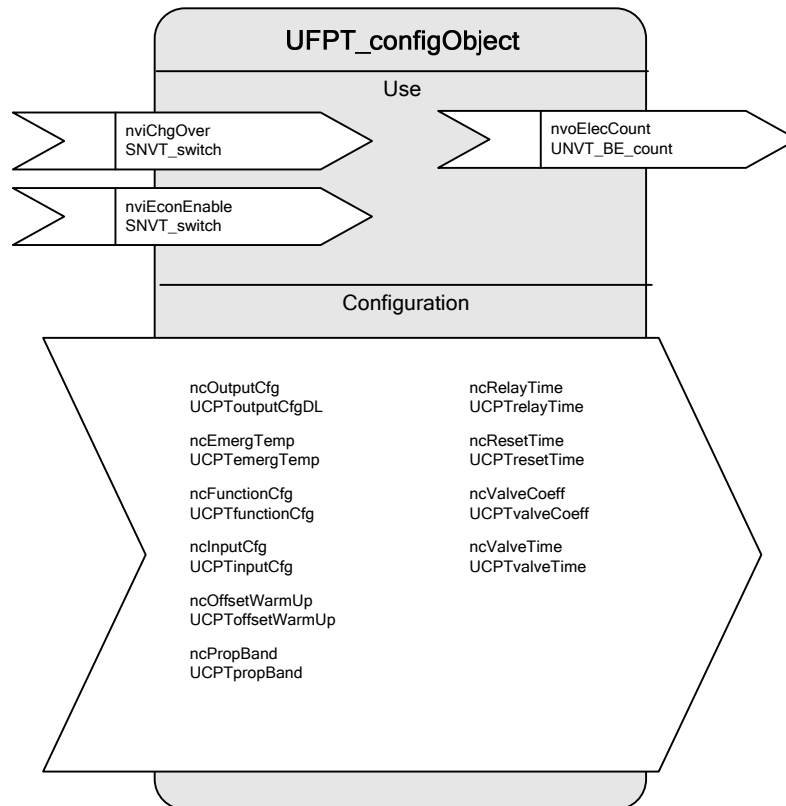 UFPT_configObject
Use
nviChgOver
SNVT_switch
nvoElecCount
UNVT_BE_count
nviEconEnable
SNVT_switch
Configuration
ncOutputCfg
UCPToutputCfgDL
ncEmergTemp
UCPTemergTemp
ncFunctionCfg
UCPTfunctionCfg
ncInputCfg
UCPTinputCfg
ncOffsetWarmUp
UCPToffsetWarmUp
ncPropBand
UCPTpropBand
ncRelayTime
UCPTrelayTime
ncResetTime
UCPTresetTime
ncValveCoeff
UCPTvalveCoeff
ncValveTime
UCPTvalveTime